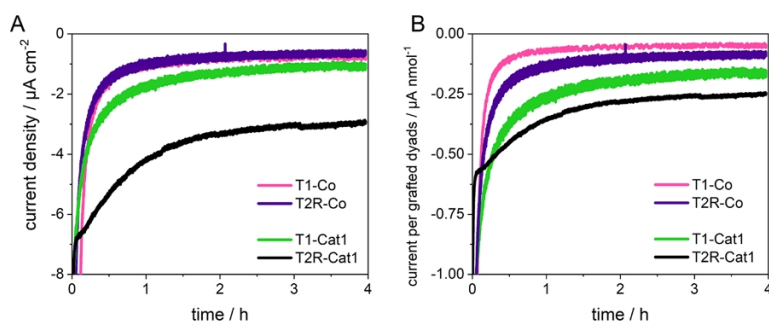 A
current density / µA cm⁻²
0
-2
-4
-6
-8
0 1 2 3 4
time / h
T1-Co
T2R-Co
T1-Cat1
T2R-Cat1
B
current per grafted dyads / µA nmol⁻¹
0.00
-0.25
-0.50
-0.75
-1.00
0 1 2 3 4
time / h
T1-Co
T2R-Co
T1-Cat1
T2R-Cat1